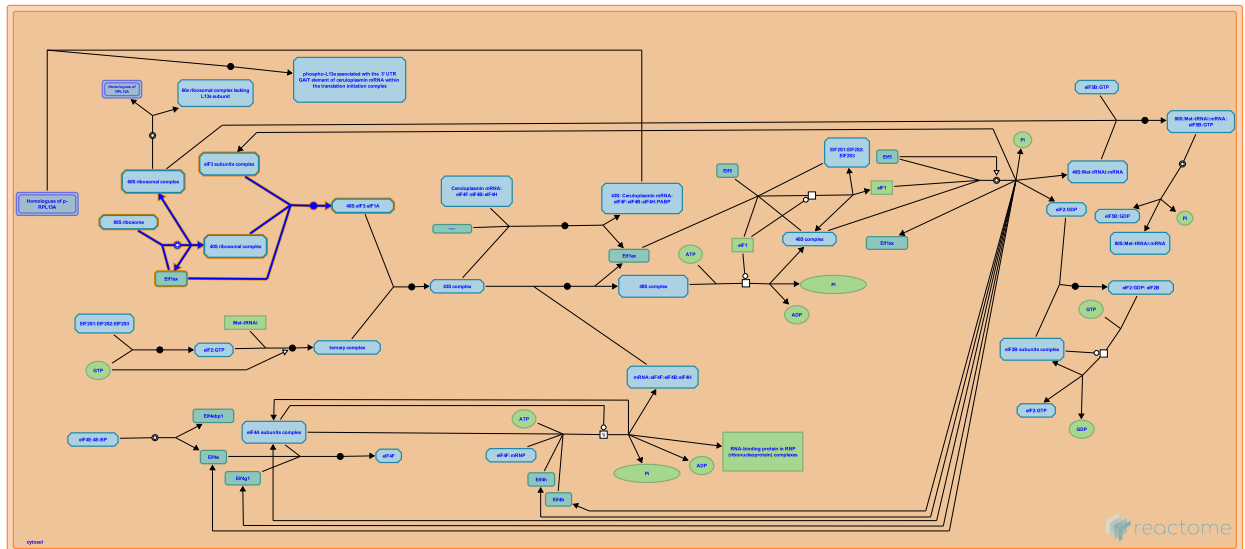 phospho-L13a associated with the 3' UTR
GAIT element of ceruloplasmin mRNA within
the translation initiation complex
Homologues of
RPL13A
60s ribosomal complex lacking
L13a subunit
eIF5B:GTP
80S:Met-tRNAi:mRNA:
eIF5B:GTP
Pi
EIF2S1:EIF2S2:
EIF2S3
Eif5
Eif5
eIF1
eIF3 subunits complex
60S ribosomal complex
Ceruloplasmin mRNA:
eIF4F:eIF4B:eIF4H
43S: Ceruloplasmin mRNA:
eIF4F:eIF4B:eIF4H:PABP
40S:Met-tRNAi:mRNA
Homologues of p-
RPL13A
40S:eIF3:eIF1A
eIF2:GDP
eIF5B:GDP
Pi
80S ribosome
40S ribosomal complex
Eif1ax
eIF1
48S complex
Eif1ax
80S:Met-tRNAi:mRNA
ATP
Eif1ax
43S complex
48S complex
Pi
ADP
eIF2:GDP: eIF2B
GTP
EIF2S1:EIF2S2:EIF2S3
Met-tRNAi
eIF2:GTP
ternary complex
GTP
eIF2B subunits complex
mRNA:eIF4F:eIF4B:eIF4H
eIF2:GTP
GDP
Eif4ebp1
eIF4A subunits complex
ATP
eIF4E:4E-BP
Eif4e
eIF4F
eIF4F:mRNP
RNA-binding protein in RNP
(ribonucleoprotein) complexes
Eif4g1
Eif4h
Pi
ADP
Eif4b
reactome
cytosol